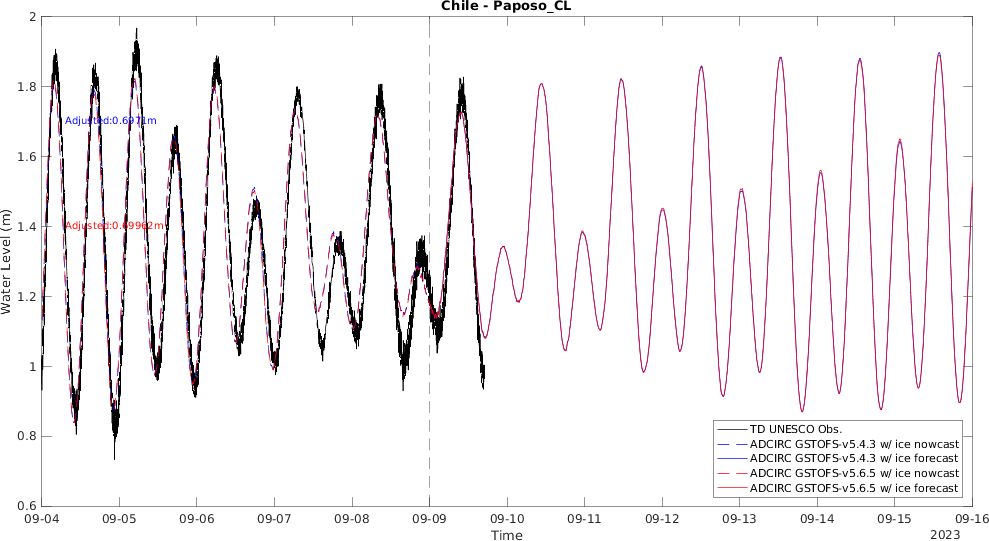 Chile - Paposo_CL
2
1.8
1.6
1.4
1.2
1
0.8
0.6
Water Level (m)
Adjusted:0.6971m
Adjusted:0.69962m
TD UNESCO Obs.
ADCIRC GSTOFS-v5.4.3 w/ ice nowcast
ADCIRC GSTOFS-v5.4.3 w/ ice forecast
ADCIRC GSTOFS-v5.6.5 w/ ice nowcast
ADCIRC GSTOFS-v5.6.5 w/ ice forecast
09-04 09-05 09-06 09-07 09-08 09-09 09-10 09-11 09-12 09-13 09-14 09-15 09-16
Time
2023